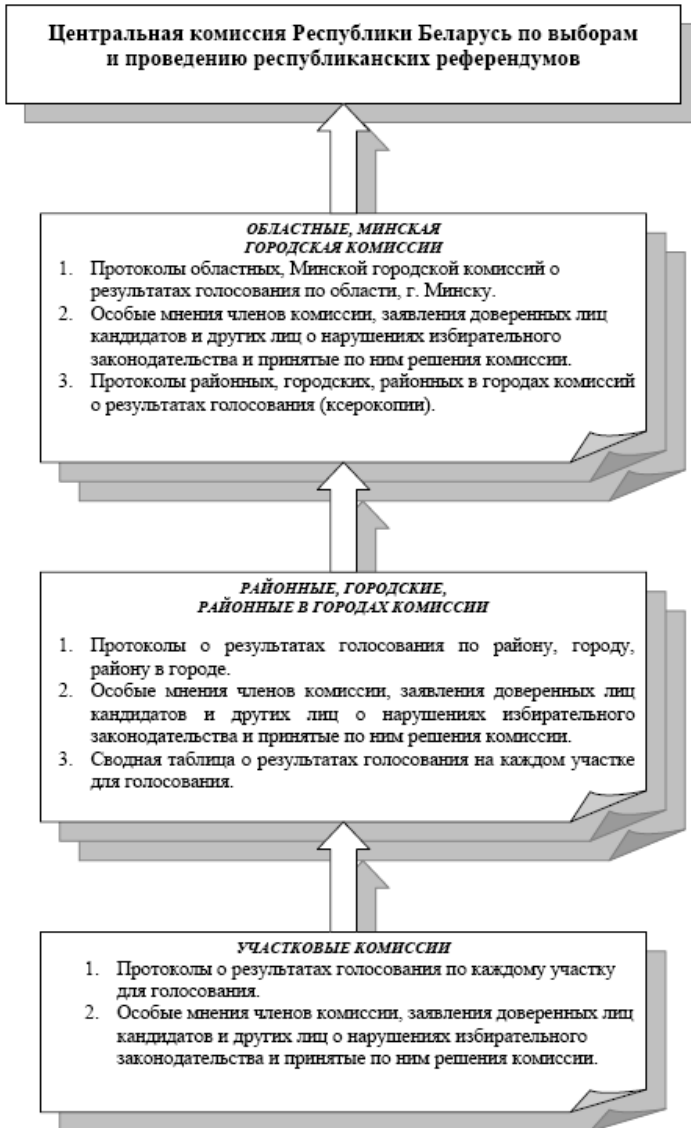 Центральная комиссия Республики Беларусь по выборам
и проведению республиканских референдумов
ОБЛАСТНЫЕ, МИНСКАЯ
ГОРОДСКАЯ КОМИССИИ
1. Протоколы областных, Минской городской комиссий о
результатах голосования по области, г. Минску.
2. Особые мнения членов комиссии, заявления доверенных лиц
кандидатов и других лиц о нарушениях избирательного
законодательства и принятые по ним решения комиссии.
3. Протоколы районных, городских, районных в городах комиссий
о результатах голосования (ксерокопии).
РАЙОННЫЕ, ГОРОДСКИЕ,
РАЙОННЫЕ В ГОРОДАХ КОМИССИИ
1. Протоколы о результатах голосования по району, городу,
району в городе.
2. Особые мнения членов комиссии, заявления доверенных лиц
кандидатов и других лиц о нарушениях избирательного
законодательства и принятые по ним решения комиссии.
3. Сводная таблица о результатах голосования на каждом участке
для голосования.
УЧАСТКОВЫЕ КОМИССИИ
1. Протоколы о результатах голосования по каждому участку
для голосования.
2. Особые мнения членов комиссии, заявления доверенных лиц
кандидатов и других лиц о нарушениях избирательного
законодательства и принятые по ним решения комиссии.